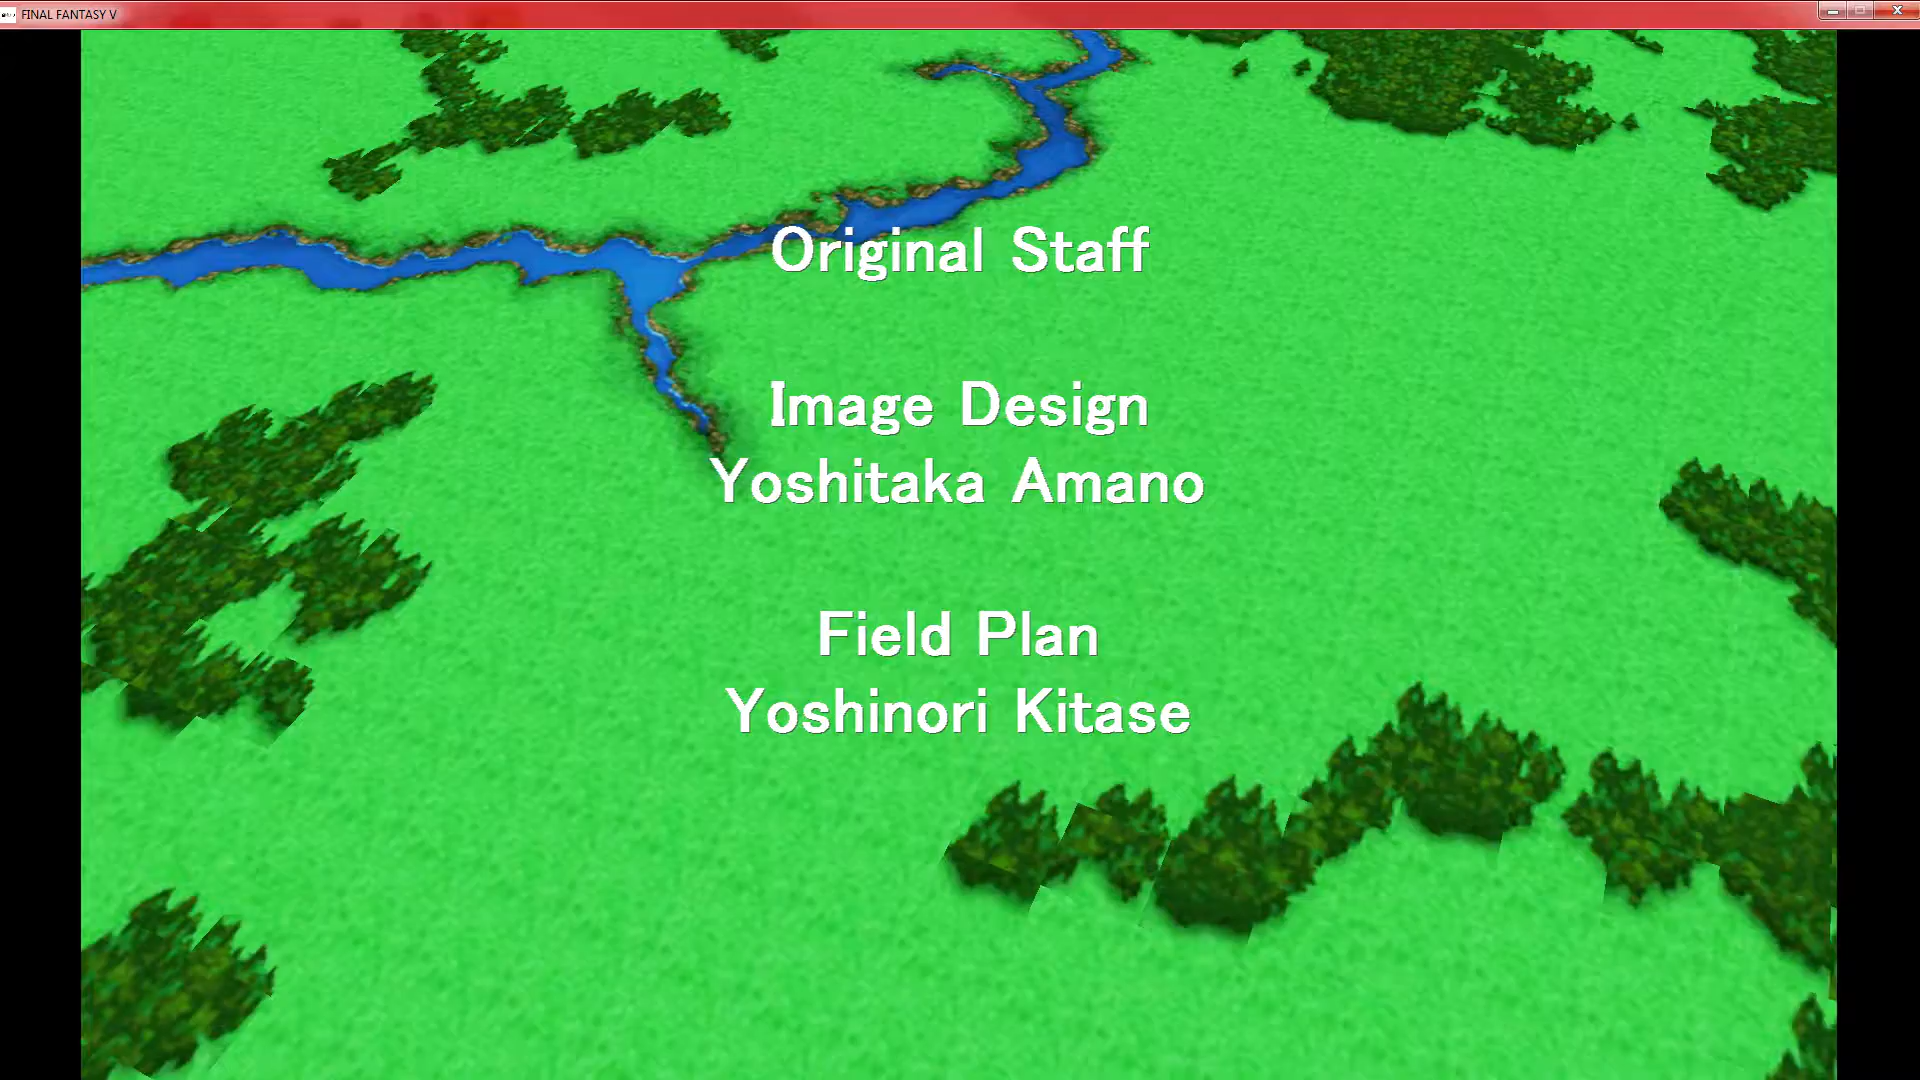 FINAL FANTASY V
Original Staff
Image Design
Yoshitaka Amano
Field Plan
Yoshinori Kitase